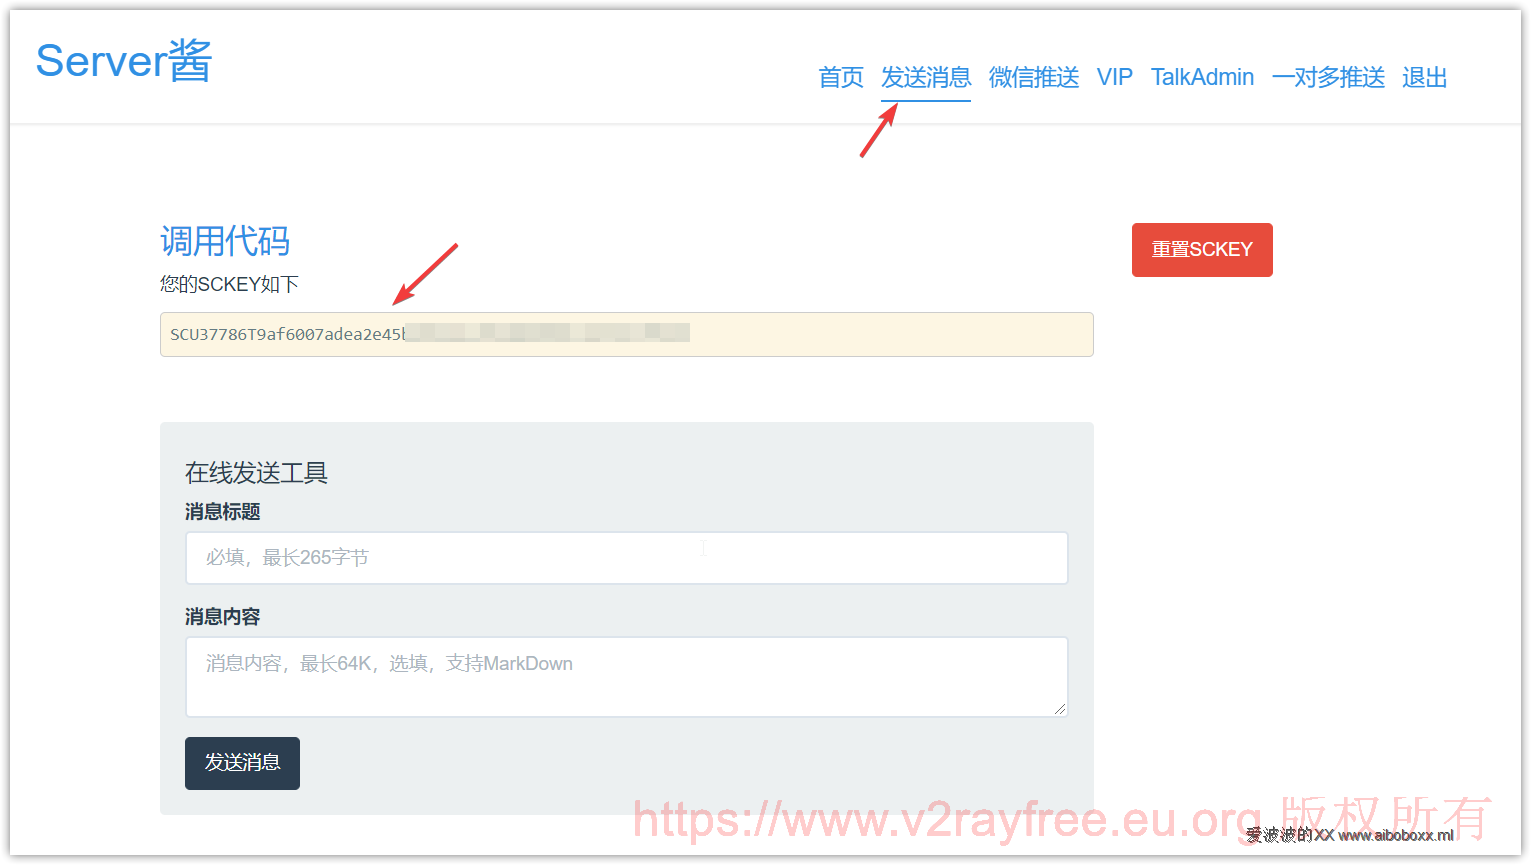 Server酱
首页 发送消息 微信推送 VIP TalkAdmin 一对多推送 退出
调用代码
重置SCKEY
您的SCKEY如下
SCU37786T9af6007adea2e45
在线发送工具
消息标题
必填，最长265字节
消息内容
消息内容，最长64K，选填，支持MarkDown
发送消息
https://www.v2rayfree.eu.org 版权所有
爱波波的XX www.aiboboxx.ml